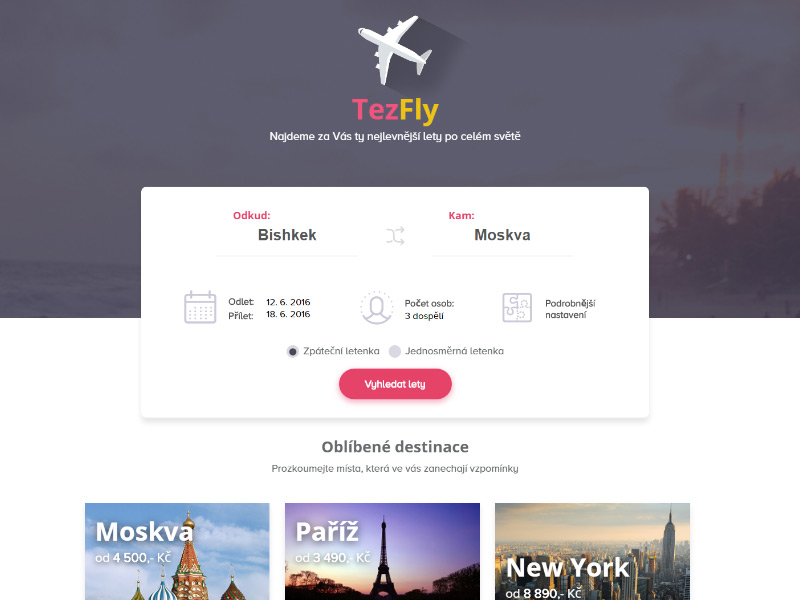 TezFly
Najdeme za Vás ty nejlevnější lety po celém světě
Odkud:
Bishkek
Kam:
Moskva
Odlet: 12. 6. 2016
Přílet: 18. 6. 2016
Počet osob:
3 dospělí
Podrobnější
nastavení
Zpáteční letenka
Jednosměrná letenka
Vyhledat lety
Oblíbené destinace
Prozkoumejte místa, která ve vás zanechají vzpomínky
Moskva
od 4 500,- Kč
Paříž
od 3 490,- Kč
New York
od 8 890,- Kč